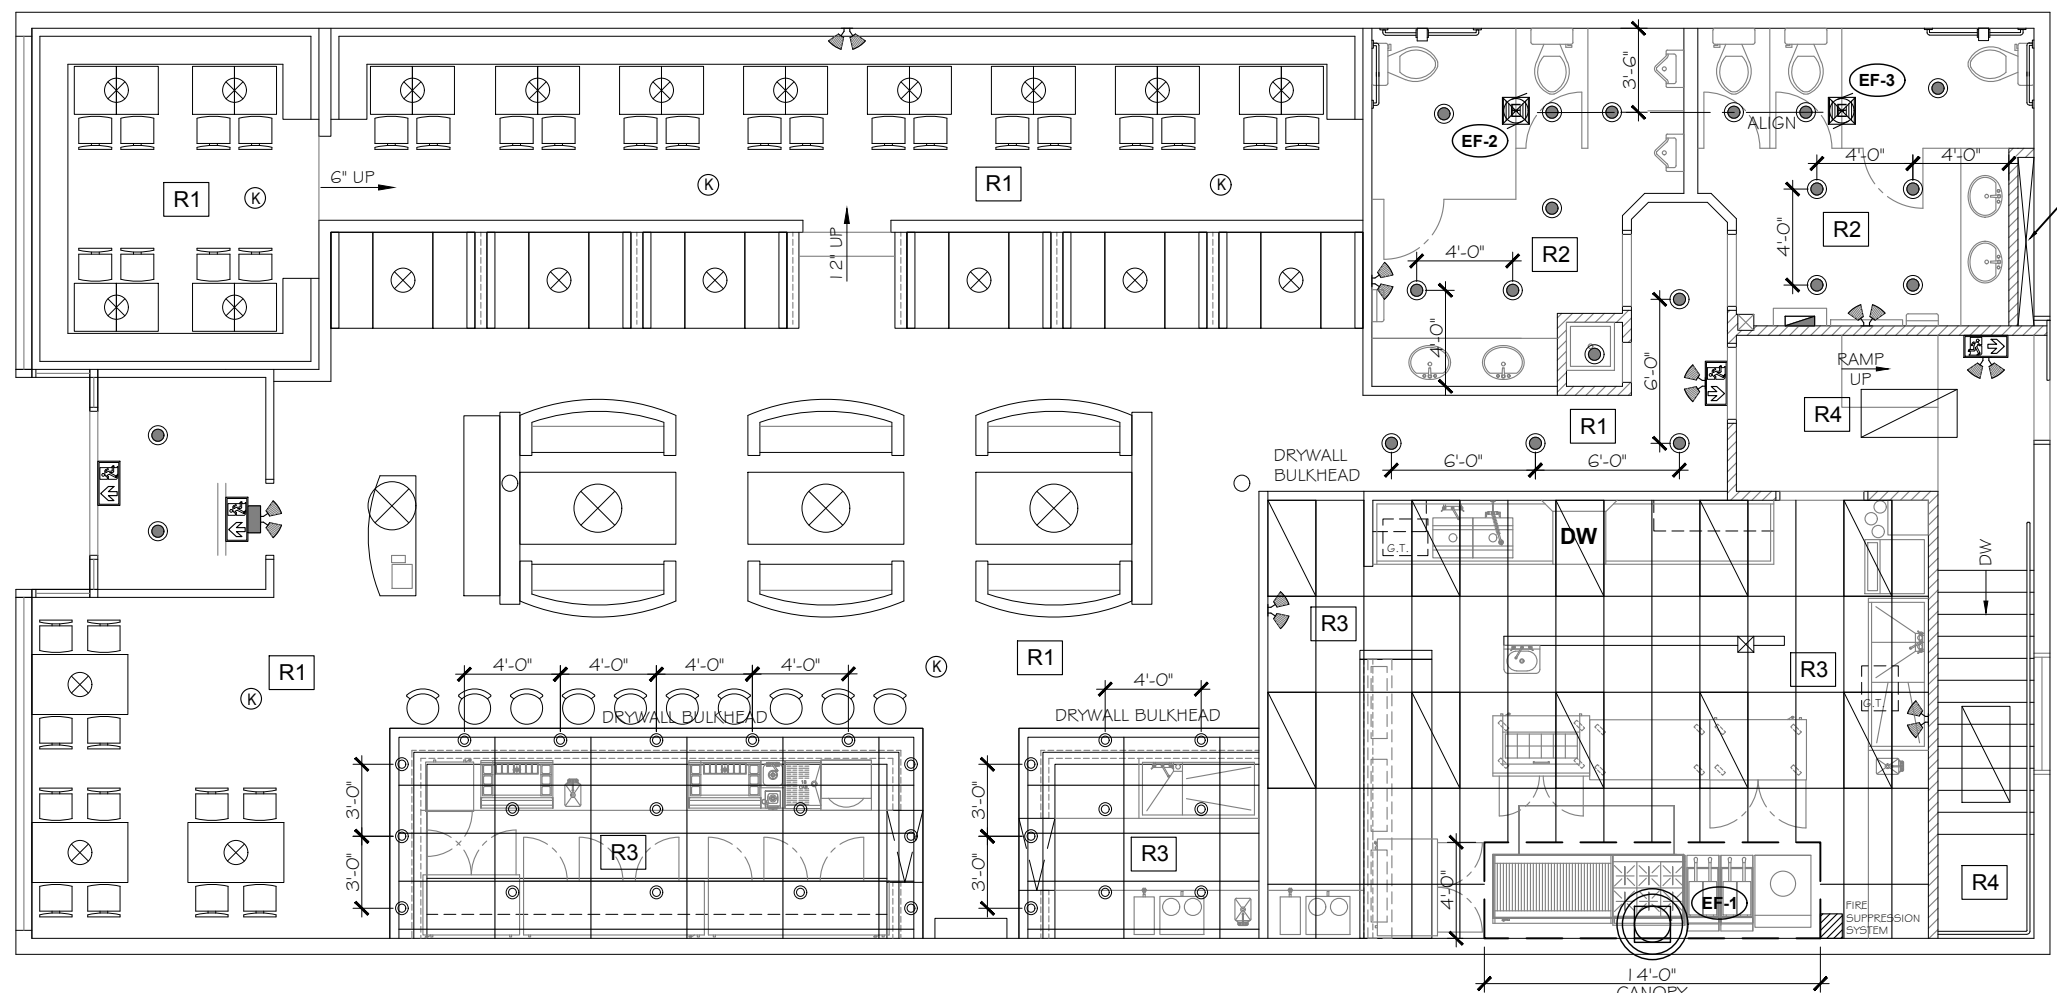 3'-6"
EF-3
EF-2
ALIGN
4'-0"
4'-0"
6" UP
R1
K
K
R1
K
4'-0"
R2
12" UP
4'-0"
R2
4'-0"
4'-0"
6'-0"
RAMP
UP
R4
R1
DRYWALL
BULKHEAD
6'-0"
6'-0"
G.T.
DW
DW
R3
R1
K
R1
K
R3
G.T.
4'-0"
4'-0"
4'-0"
4'-0"
4'-0"
DRYWALL BULKHEAD
DRYWALL BULKHEAD
3'-0"
3'-0"
R3
3'-0"
3'-0"
R3
4'-0"
EF-1
R4
FIRE
SUPPRESSION
SYSTEM
14'-0"
CANOPY